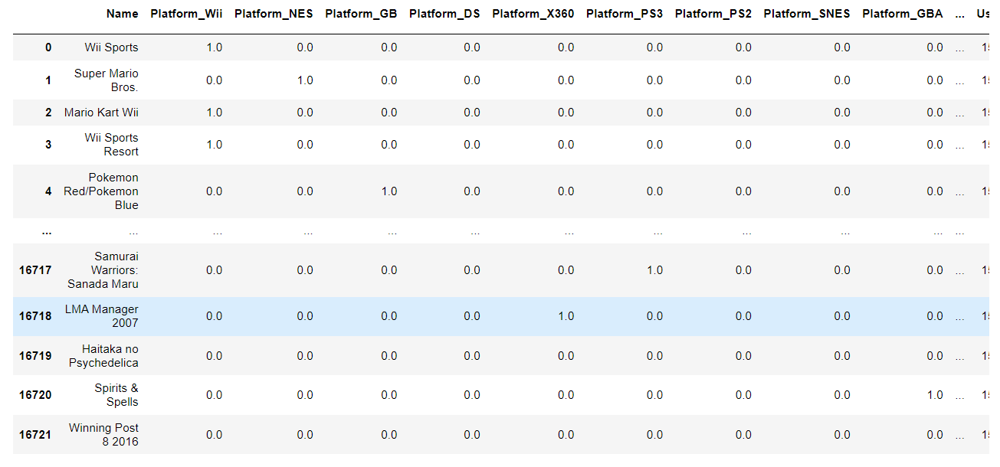 Name Platform_Wii Platform_NES Platform_GB Platform_DS Platform_X360 Platform_PS3 Platform_PS2 Platform_SNES Platform_GBA ...
0 Wii Sports 1.0 0.0 0.0 0.0 0.0 0.0 0.0 0.0 0.0 ...
1 Super Mario Bros. 0.0 1.0 0.0 0.0 0.0 0.0 0.0 0.0 0.0 ...
2 Mario Kart Wii 1.0 0.0 0.0 0.0 0.0 0.0 0.0 0.0 0.0 ...
3 Wii Sports Resort 1.0 0.0 0.0 0.0 0.0 0.0 0.0 0.0 0.0 ...
4 Pokemon Red/Pokemon Blue 0.0 0.0 1.0 0.0 0.0 0.0 0.0 0.0 0.0 ...
... ... ... ... ... ... ... ... ... ... ... ...
16717 Samurai Warriors: Sanada Maru 0.0 0.0 0.0 0.0 0.0 1.0 0.0 0.0 0.0 ...
16718 LMA Manager 2007 0.0 0.0 0.0 0.0 1.0 0.0 0.0 0.0 0.0 ...
16719 Haitaka no Psychedelica 0.0 0.0 0.0 0.0 0.0 0.0 0.0 0.0 0.0 ...
16720 Spirits & Spells 0.0 0.0 0.0 0.0 0.0 0.0 0.0 0.0 1.0 ...
16721 Winning Post 8 2016 0.0 0.0 0.0 0.0 0.0 0.0 0.0 0.0 0.0 ...